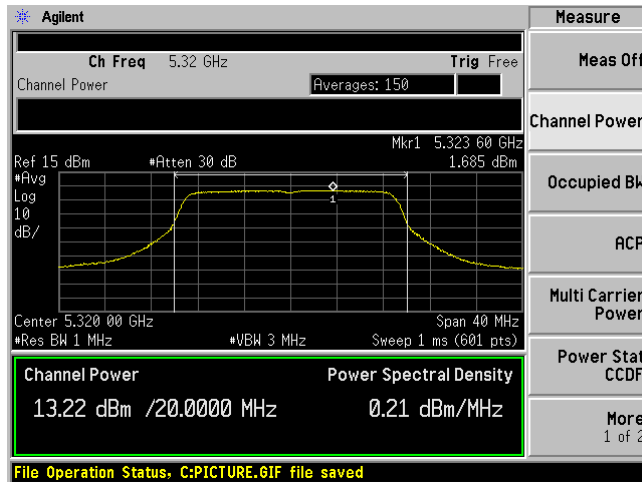 Agilent
Measure
Ch Freq 5.32 GHz Trig Free
Channel Power Averages: 150
Mkr1 5.323 60 GHz
Ref 15 dBm #Atten 30 dB 1.685 dBm
#Avg
Log
10
dB/
1
Center 5.320 00 GHz Span 40 MHz
#Res BW 1 MHz #VBW 3 MHz Sweep 1 ms (601 pts)
Channel Power Power Spectral Density
13.22 dBm /20.0000 MHz 0.21 dBm/MHz
File Operation Status, C:PICTURE.GIF file saved
Meas Off
Channel Power
Occupied BW
ACP
Multi Carrier
Power
Power Stat
CCDF
More
1 of 2